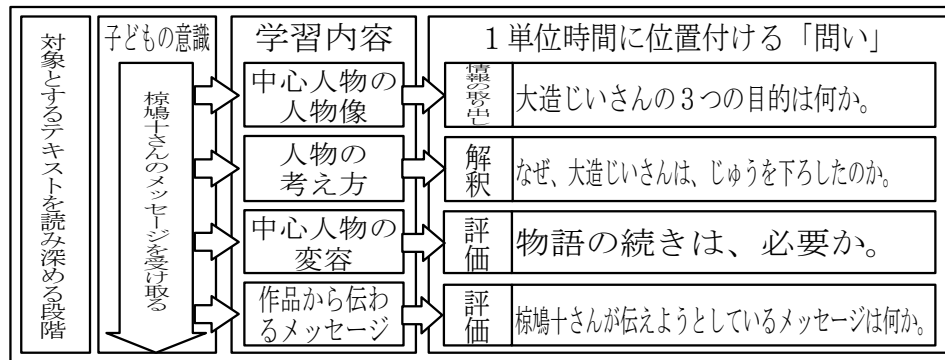 対象とするテキストを読み深める段階
子どもの意識
椋鳩十さんのメッセージを受け取る
学習内容
中心人物の
人物像
人物の
考え方
中心人物の
変容
作品から伝わ
るメッセージ
1単位時間に位置付ける「問い」
情報の取り出し
大造じいさんの3つの目的は何か。
解釈
なぜ、大造じいさんは、じゅうを下ろしたのか。
評価
物語の続きは、必要か。
評価
椋鳩十さんが伝えようとしているメッセージは何か。